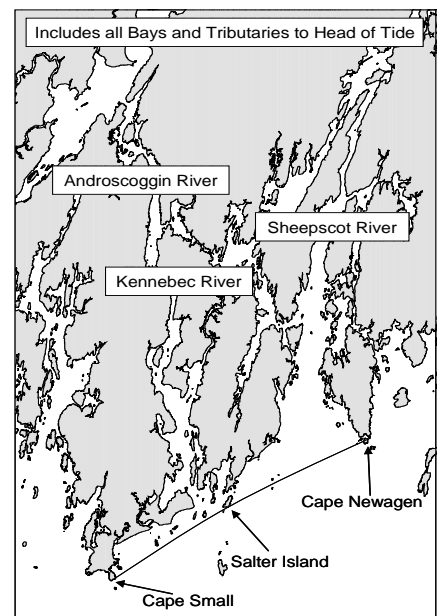 Includes all Bays and Tributaries to Head of Tide
Androscoggin River
Sheepscot River
Kennebec River
Cape Newagen
Salter Island
Cape Small